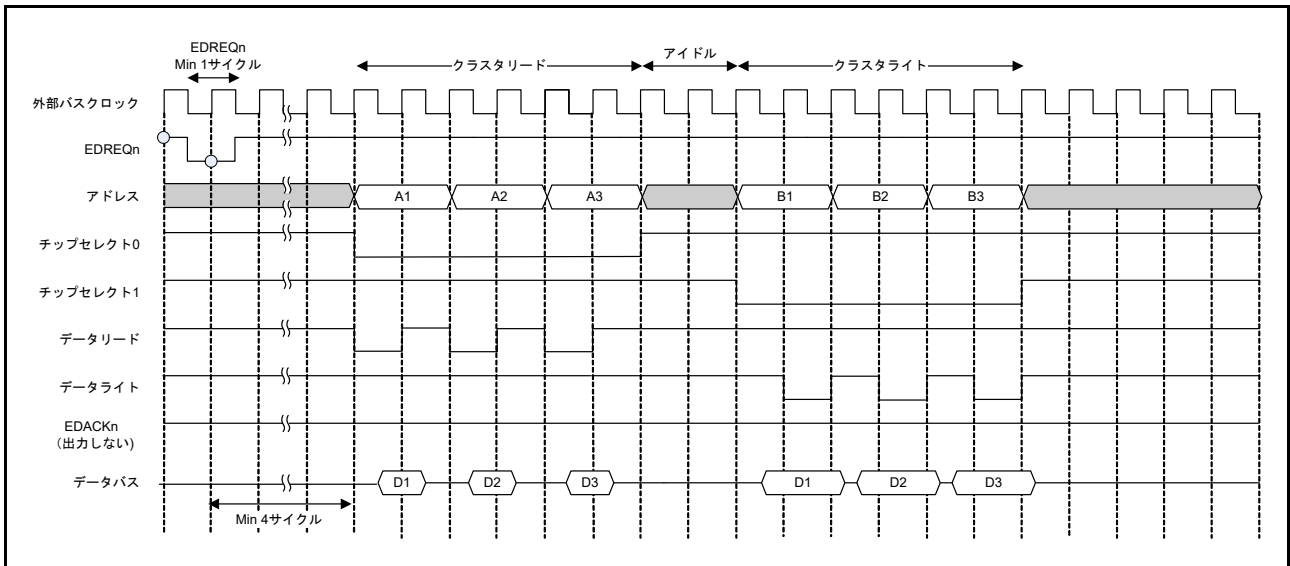 EDREQn
Min 1サイクル
クラスタリード
アイドル
クラスタライト
外部バスクロック
EDREQn
アドレス
A1
A2
A3
B1
B2
B3
チップセレクト0
チップセレクト1
データリード
データライト
EDACKn
(出力しない)
データバス
D1
D2
D3
D1
D2
D3
Min 4サイクル